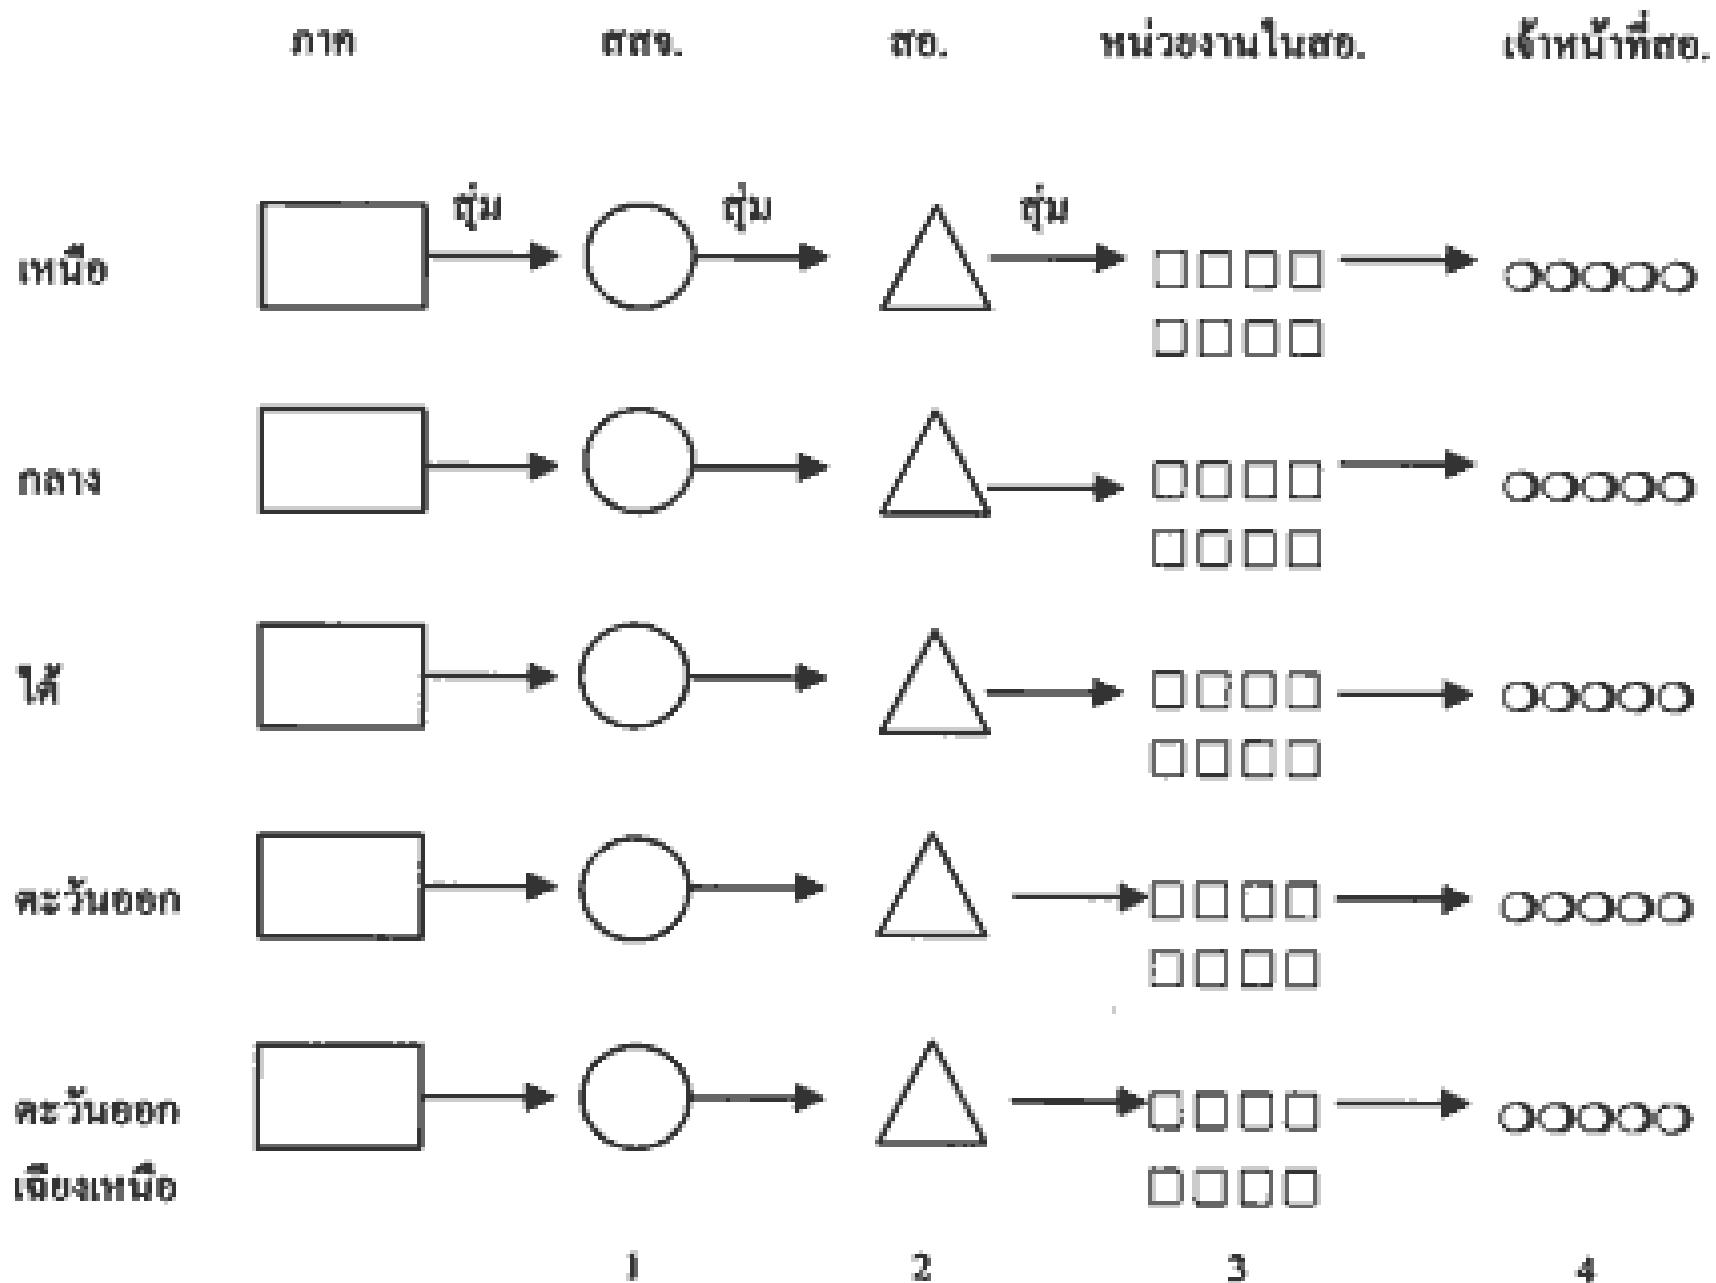 ภาค สสจ. สอ. หน่วยงานในสอ. เจ้าหน้าที่สอ.
สุ่ม สุ่ม สุ่ม
เหนือ
กลาง
ใต้
ตะวันออก
ตะวันออก
เฉียงเหนือ
1 2 3 4